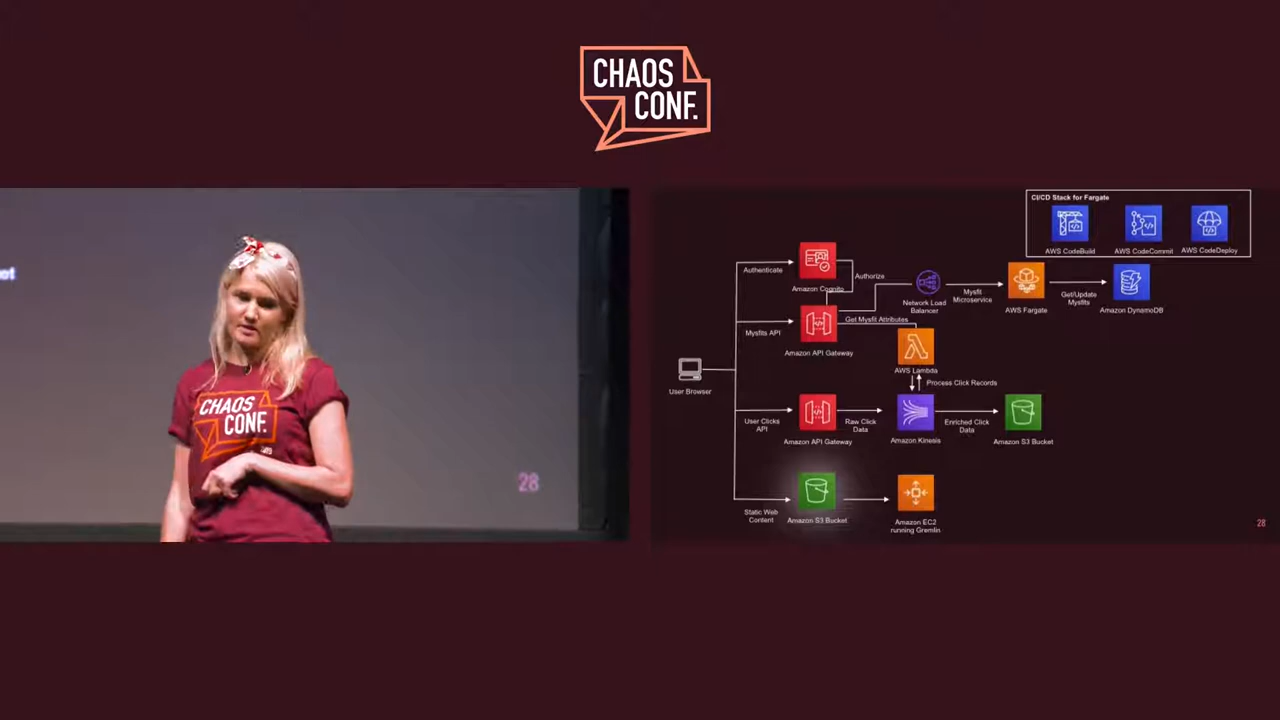 CHAOS
CONF.
et
CHAOS
CONF.
28
CI/CD Stack for Fargate
AWS CodeBuild
AWS CodeCommit
AWS CodeDeploy
Authenticate
Amazon Cognito
Authorize
Network Load
Balancer
Mysfit
Microservice
AWS Fargate
Get/Update
Mysfits
Amazon DynamoDB
Mysfits API
Amazon API Gateway
Get Mysfit Attributes
AWS Lambda
Process Click Records
User Browser
User Clicks
API
Amazon API Gateway
Raw Click
Data
Amazon Kinesis
Enriched Click
Data
Amazon S3 Bucket
Static Web
Content
Amazon S3 Bucket
Amazon EC2
running Gremlin
28